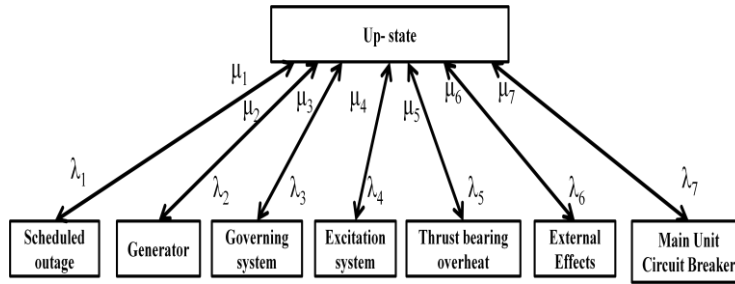 Up- state
μ1
μ2
μ3
μ4
μ5
μ6
μ7
λ1
λ2
λ3
λ4
λ5
λ6
λ7
Scheduled
outage
Generator
Governing
system
Excitation
system
Thrust bearing
overheat
External
Effects
Main Unit
Circuit Breaker